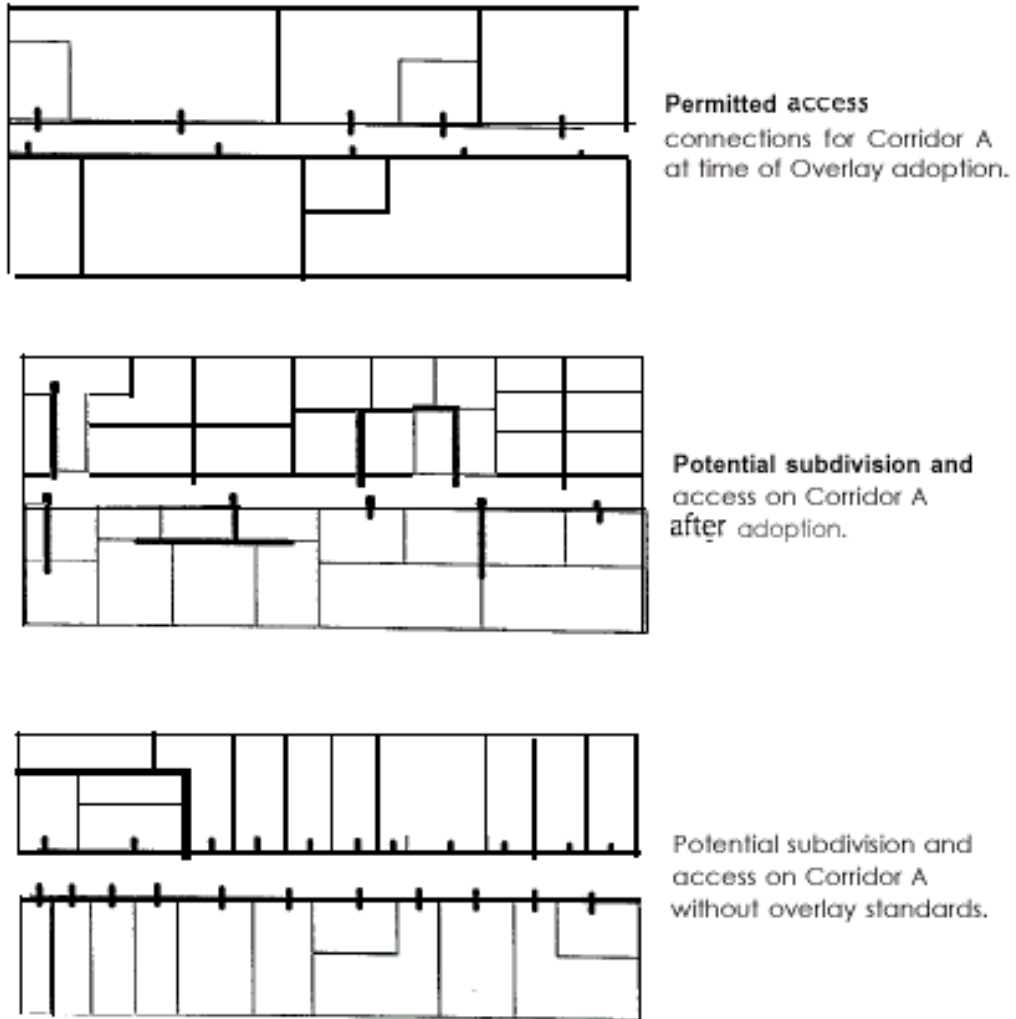 Permitted access
connections for Corridor A
at time of Overlay adoption.
Potential subdivision and
access on Corridor A
after adoption.
Potential subdivision and
access on Corridor A
without overlay standards.